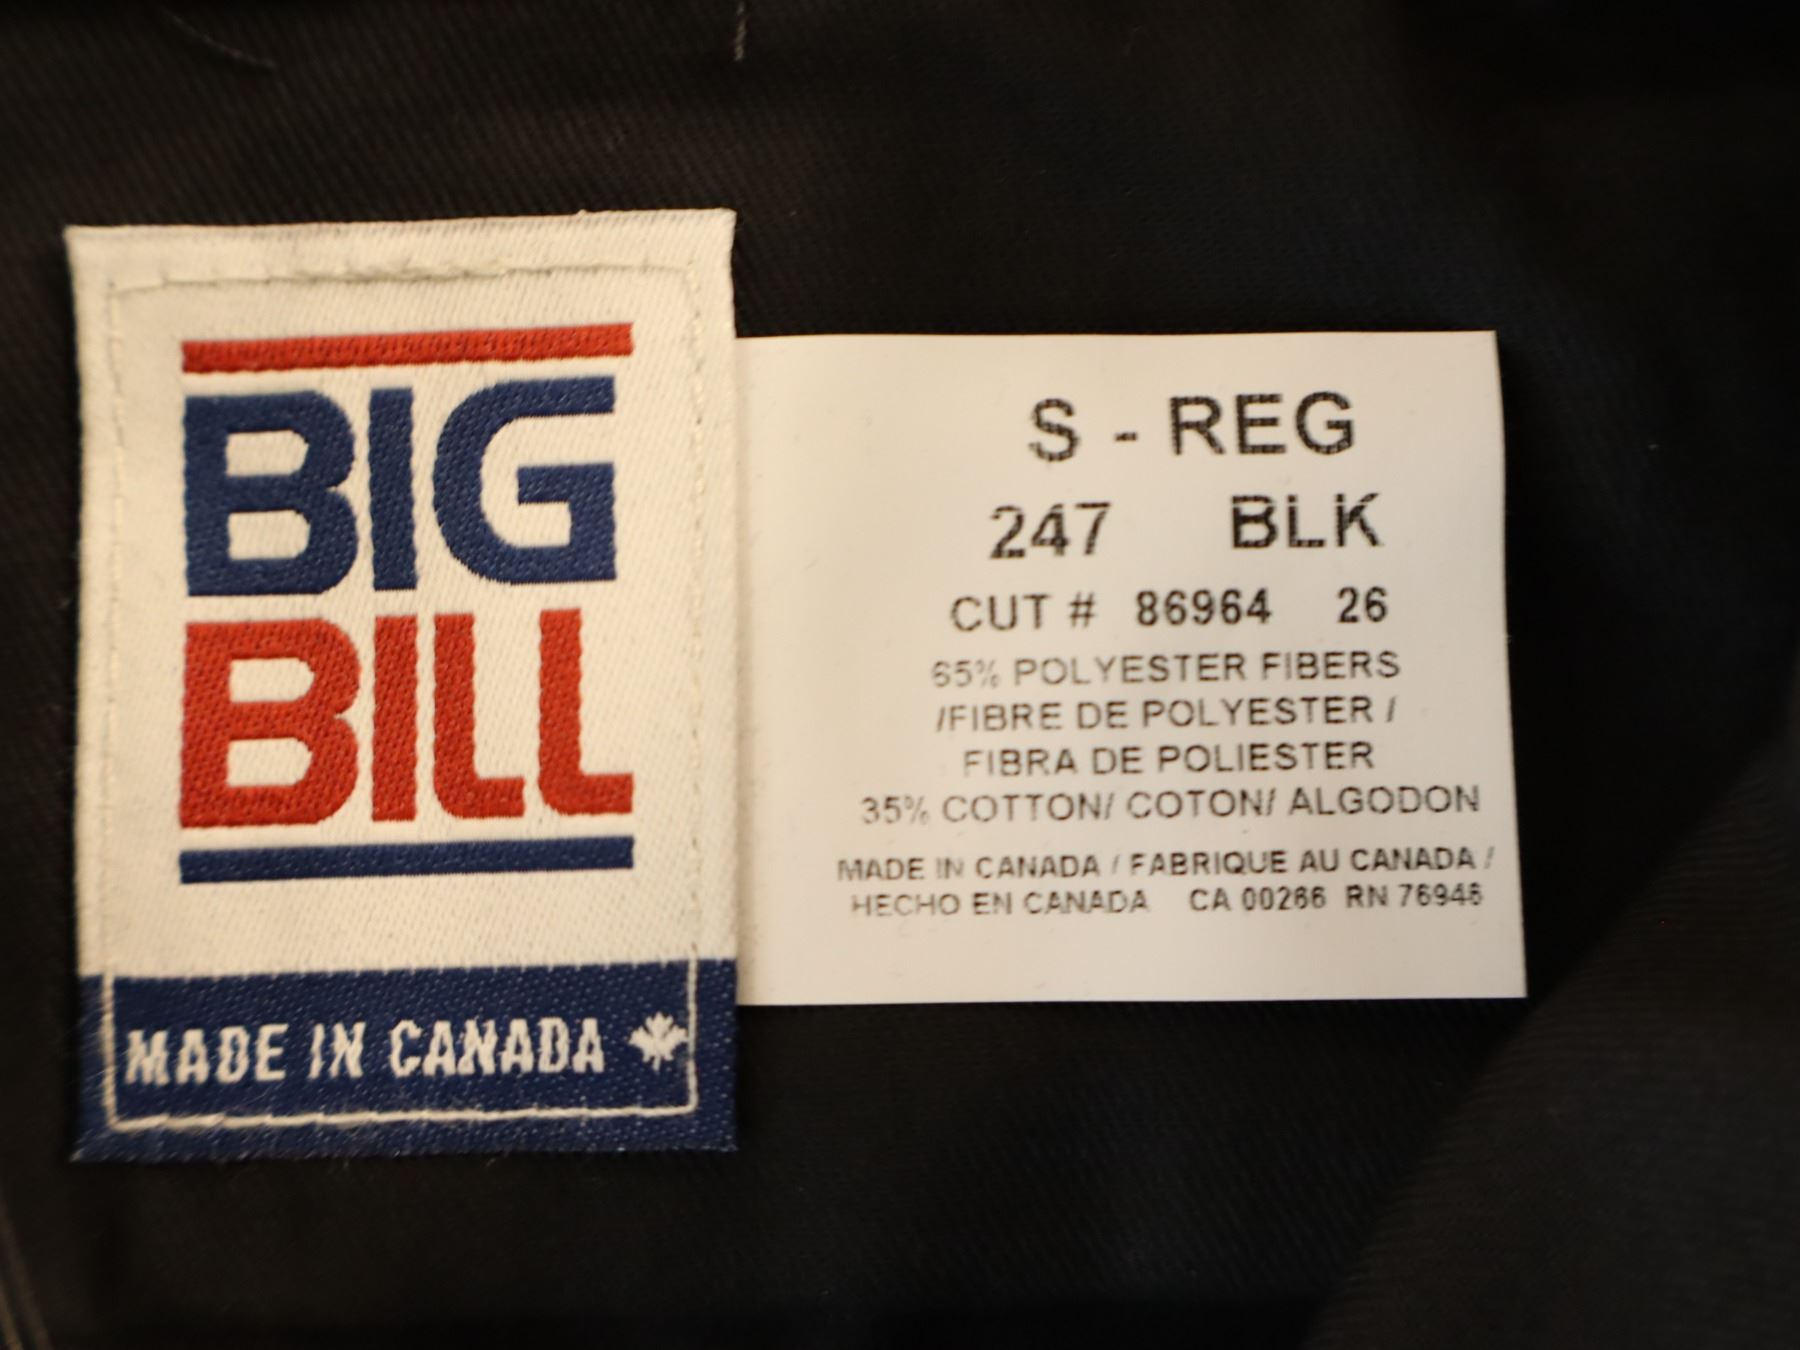 BIG
BILL
MADE IN CANADA
S - REG
247 BLK
CUT # 86964 26
65% POLYESTER FIBERS
/FIBRE DE POLYESTER /
FIBRA DE POLIESTER
35% COTTON/ COTON/ ALGODON
MADE IN CANADA / FABRIQUE AU CANADA /
HECHO EN CANADA CA 00266 RN 76946